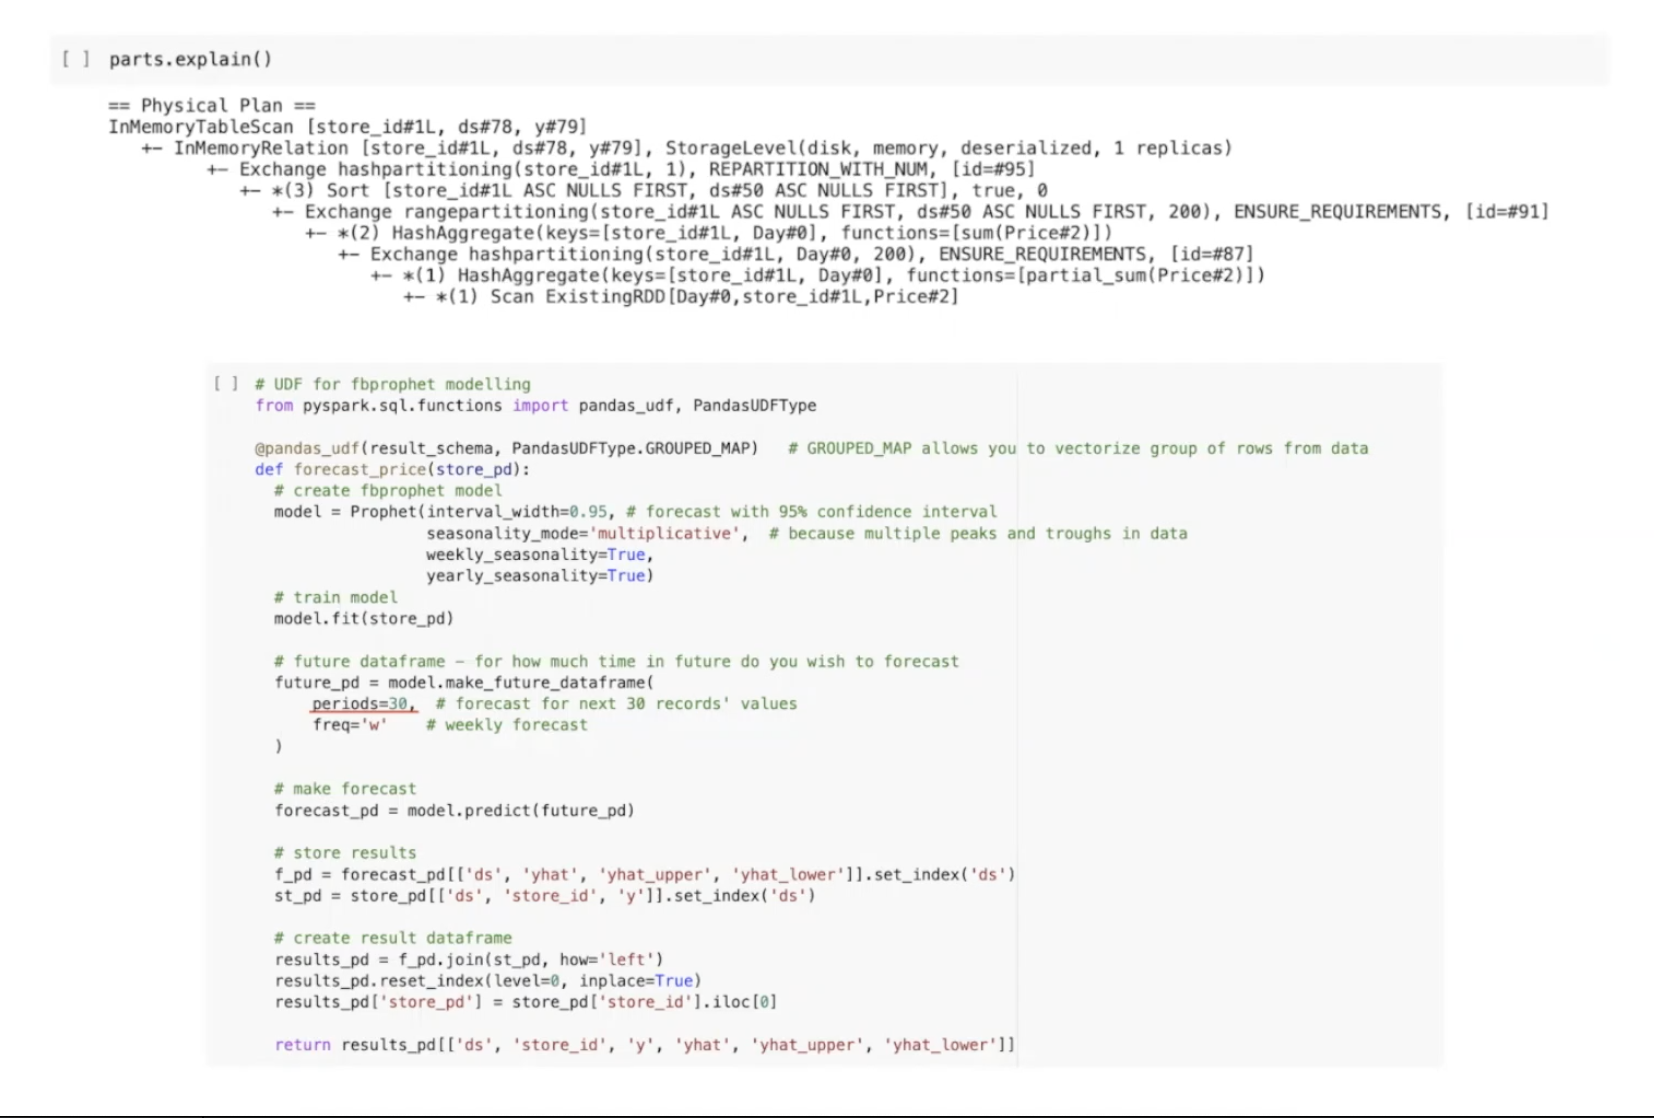 [ ] parts.explain()
== Physical Plan ==
InMemoryTableScan [store_id#1L, ds#78, y#79]
+- InMemoryRelation [store_id#1L, ds#78, y#79], StorageLevel(disk, memory, deserialized, 1 replicas)
+- Exchange hashpartitioning(store_id#1L, 1), REPARTITION_WITH_NUM, [id=#95]
+- *(3) Sort [store_id#1L ASC NULLS FIRST, ds#50 ASC NULLS FIRST], true, 0
+- Exchange rangepartitioning(store_id#1L ASC NULLS FIRST, ds#50 ASC NULLS FIRST, 200), ENSURE_REQUIREMENTS, [id=#91]
+- *(2) HashAggregate(keys=[store_id#1L, Day#0], functions=[sum(Price#2)])
+- Exchange hashpartitioning(store_id#1L, Day#0, 200), ENSURE_REQUIREMENTS, [id=#87]
+- *(1) HashAggregate(keys=[store_id#1L, Day#0], functions=[partial_sum(Price#2)])
+- *(1) Scan ExistingRDD[Day#0,store_id#1L,Price#2]
[ ] # UDF for fbprophet modelling
from pyspark.sql.functions import pandas_udf, PandasUDFType
@pandas_udf(result_schema, PandasUDFType.GROUPED_MAP) # GROUPED_MAP allows you to vectorize group of rows from data
def forecast_price(store_pd):
# create fbprophet model
model = Prophet(interval_width=0.95, # forecast with 95% confidence interval
seasonality_mode='multiplicative', # because multiple peaks and troughs in data
weekly_seasonality=True,
yearly_seasonality=True)
# train model
model.fit(store_pd)
# future dataframe – for how much time in future do you wish to forecast
future_pd = model.make_future_dataframe(
periods=30, # forecast for next 30 records' values
freq='w' # weekly forecast
)
# make forecast
forecast_pd = model.predict(future_pd)
# store results
f_pd = forecast_pd[['ds', 'yhat', 'yhat_upper', 'yhat_lower']].set_index('ds')
st_pd = store_pd[['ds', 'store_id', 'y']].set_index('ds')
# create result dataframe
results_pd = f_pd.join(st_pd, how='left')
results_pd.reset_index(level=0, inplace=True)
results_pd['store_pd'] = store_pd['store_id'].iloc[0]
return results_pd[['ds', 'store_id', 'y', 'yhat', 'yhat_upper', 'yhat_lower']]